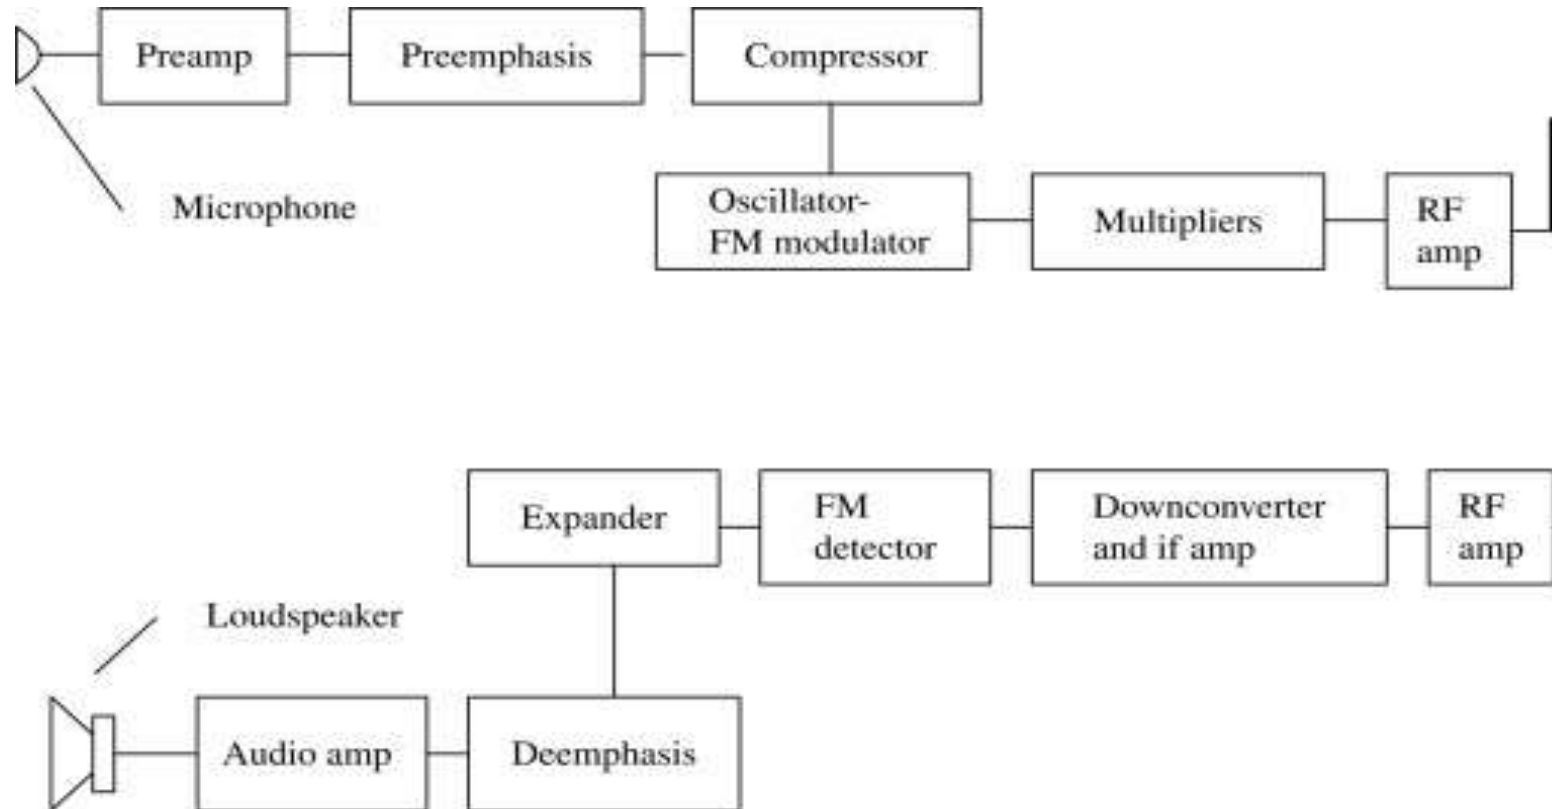 Preamp
Preemphasis
Compressor
Microphone
Oscillator-
FM modulator
Multipliers
RF
amp
Expander
FM
detector
Downconverter
and if amp
RF
amp
Loudspeaker
Audio amp
Deemphasis